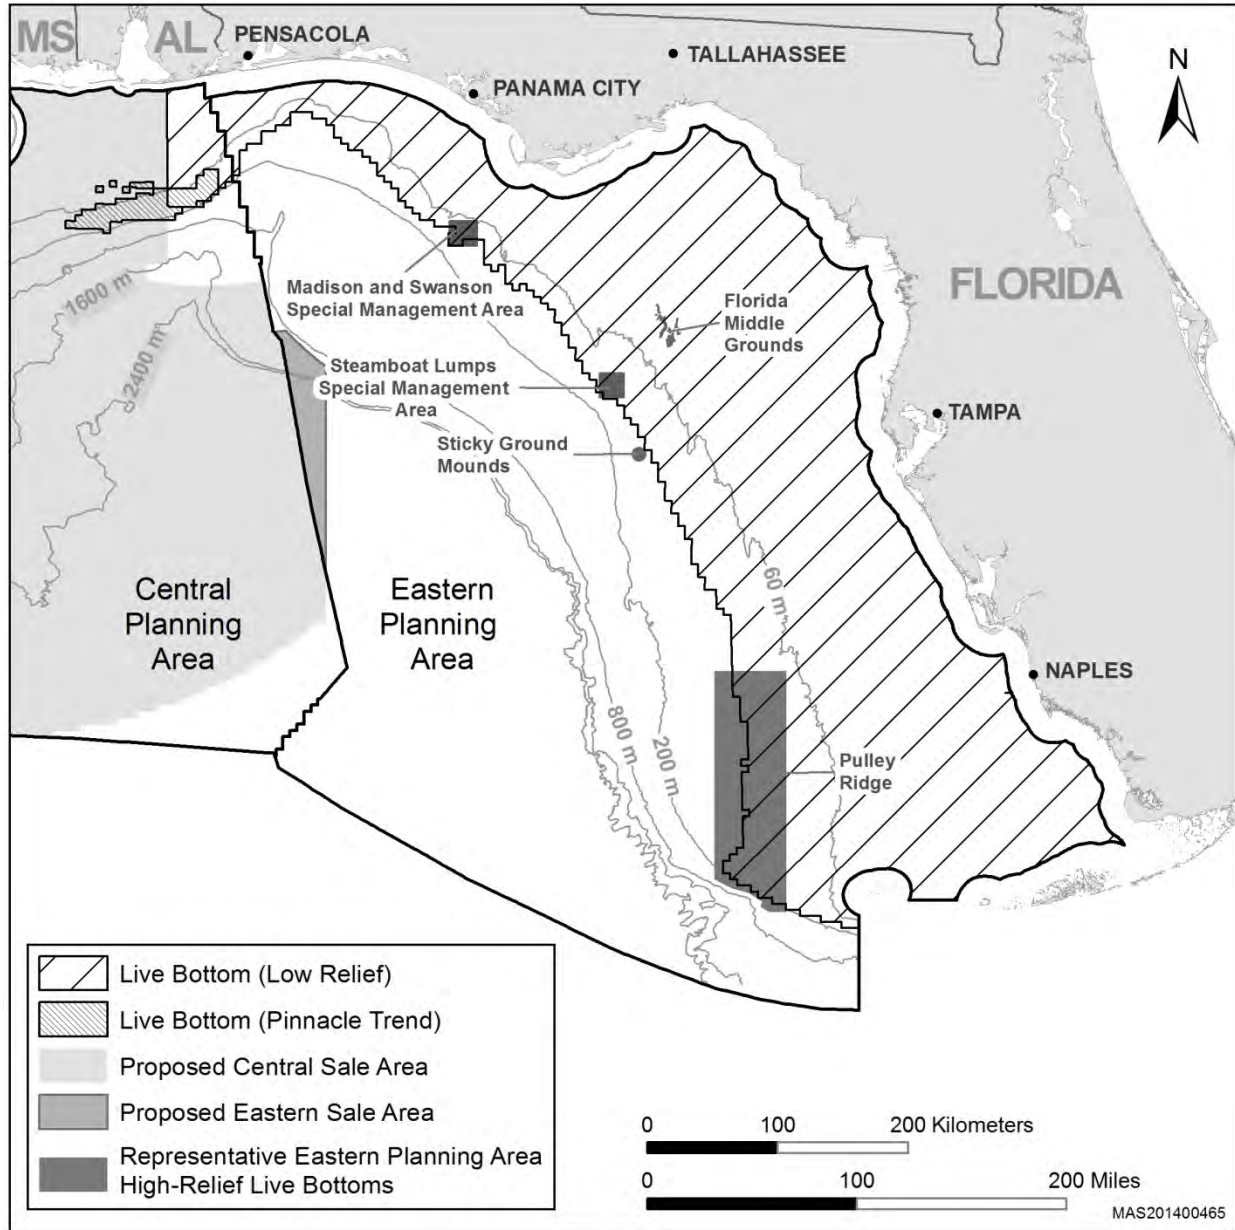 MS
AL
PENSACOLA
TALLAHASSEE
PANAMA CITY
N
FLORIDA
1600 m
2400 m
Madison and Swanson
Special Management Area
Florida
Middle
Grounds
Steamboat Lumps
Special Management
Area
TAMPA
Sticky Ground
Mounds
60 m
Central
Planning
Area
Eastern
Planning
Area
NAPLES
800 m
200 m
Pulley
Ridge
Live Bottom (Low Relief)
Live Bottom (Pinnacle Trend)
Proposed Central Sale Area
Proposed Eastern Sale Area
Representative Eastern Planning Area
High-Relief Live Bottoms
0 100 200 Kilometers
0 100 200 Miles
MAS201400465